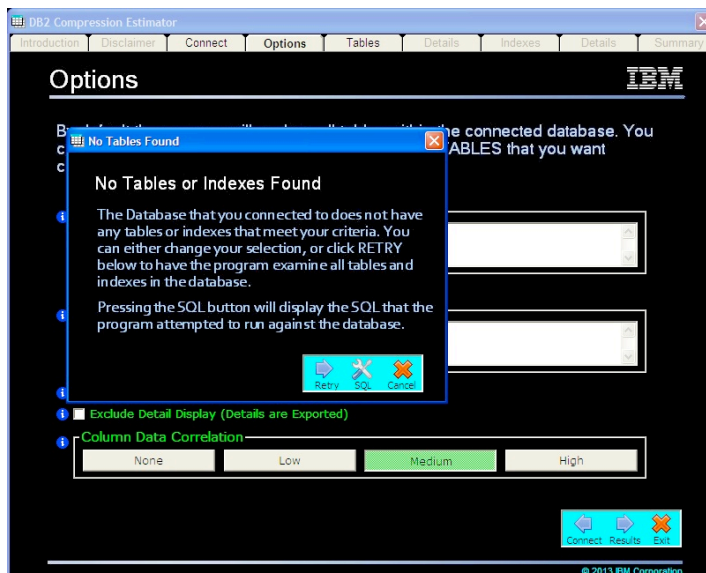 DB2 Compression Estimator
Introduction Disclaimer Connect Options Tables Details Indexes Details Summary
Options
IBM
the connected database. You
TABLES that you want
No Tables Found
No Tables or Indexes Found
The Database that you connected to does not have
any tables or indexes that meet your criteria. You
can either change your selection, or click RETRY
below to have the program examine all tables and
indexes in the database.
Pressing the SQL button will display the SQL that the
program attempted to run against the database.
Retry SQL Cancel
Exclude Detail Display (Details are Exported)
Column Data Correlation
None Low Medium High
Connect Results Exit
© 2013 IBM Corporation